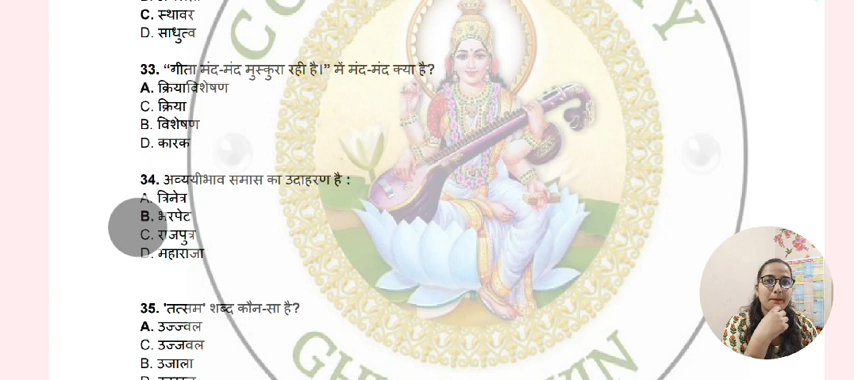 C. स्थावर
D. साधुत्व
33. “गीता मंद-मंद मुस्कुरा रही है।” में मंद-मंद क्या है?
A. क्रियाविशेषण
C. क्रिया
B. विशेषण
D. कारक
34. अव्ययीभाव समास का उदाहरण है :
A. त्रिनेत्र
B. भरपेट
C. राजपुत्र
D. महाराजा
35. 'तत्सम' शब्द कौन-सा है?
A. उज्ज्वल
C. उज्जवल
B. उजाला